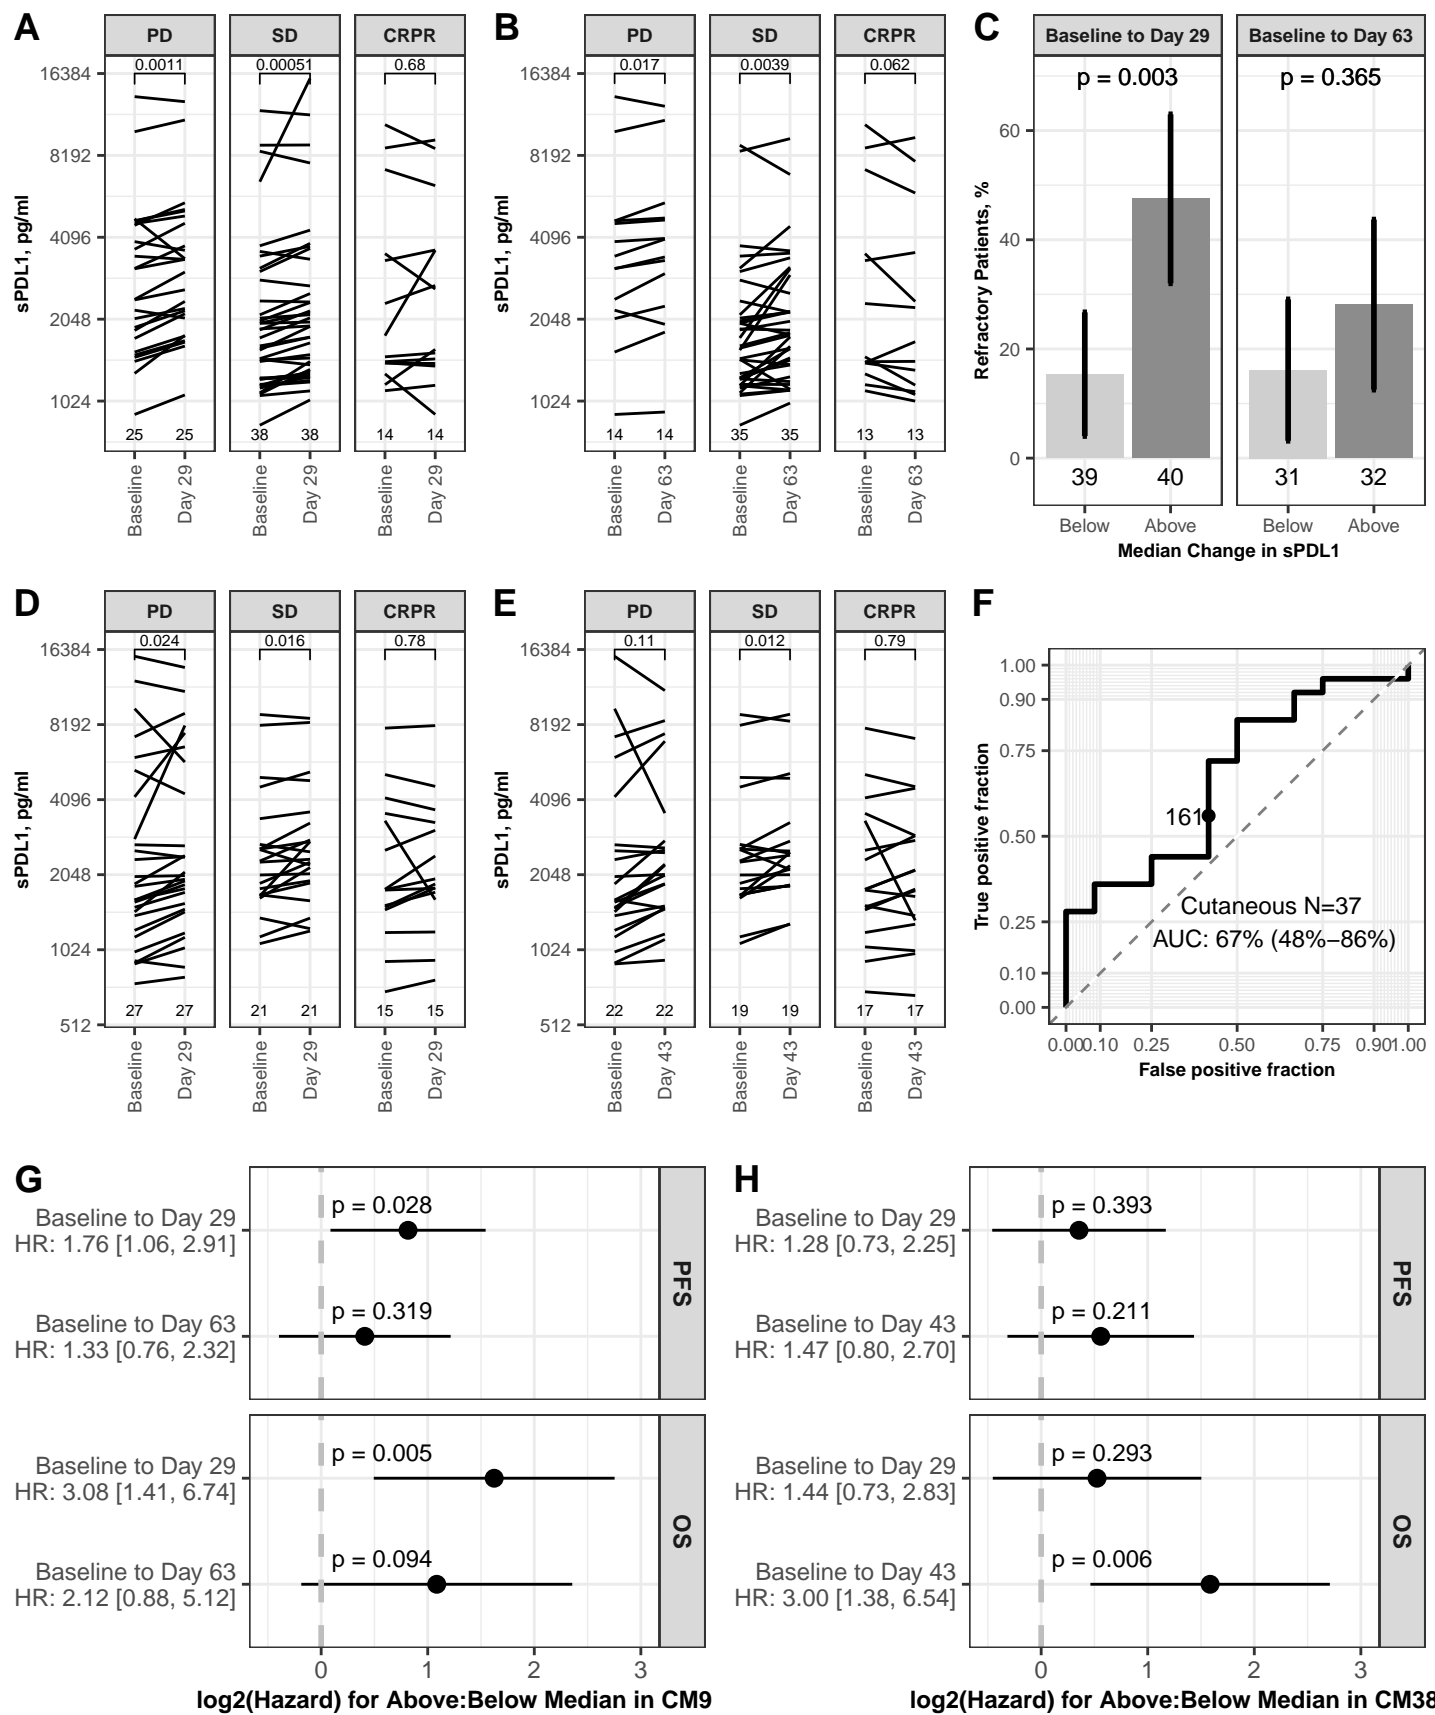 A
PD
SD
CRPR
0.0011
0.00051
0.68
16384
8192
4096
2048
1024
sPDL1, pg/ml
25
25
38
38
14
14
Baseline
Day 29
Baseline
Day 29
Baseline
Day 29
B
PD
SD
CRPR
0.017
0.0039
0.062
16384
8192
4096
2048
1024
sPDL1, pg/ml
14
14
35
35
13
13
Baseline
Day 63
Baseline
Day 63
Baseline
Day 63
C
Baseline to Day 29
Baseline to Day 63
p = 0.003
p = 0.365
60
40
20
0
Refractory Patients, %
39
40
31
32
Below
Above
Below
Above
Median Change in sPDL1
D
PD
SD
CRPR
0.024
0.016
0.78
16384
8192
4096
2048
1024
512
sPDL1, pg/ml
27
27
21
21
15
15
Baseline
Day 29
Baseline
Day 29
Baseline
Day 29
E
PD
SD
CRPR
0.11
0.012
0.79
16384
8192
4096
2048
1024
512
sPDL1, pg/ml
22
22
19
19
17
17
Baseline
Day 43
Baseline
Day 43
Baseline
Day 43
F
1.00
0.90
0.75
0.50
0.25
0.10
0.00
True positive fraction
161
Cutaneous N=37
AUC: 67% (48%−86%)
0.00
0.10
0.25
0.50
0.75
0.90
1.00
False positive fraction
G
Baseline to Day 29
HR: 1.76 [1.06, 2.91]
p = 0.028
Baseline to Day 63
HR: 1.33 [0.76, 2.32]
p = 0.319
PFS
Baseline to Day 29
HR: 3.08 [1.41, 6.74]
p = 0.005
Baseline to Day 63
HR: 2.12 [0.88, 5.12]
p = 0.094
OS
0
1
2
3
log2(Hazard) for Above:Below Median in CM9
H
Baseline to Day 29
HR: 1.28 [0.73, 2.25]
p = 0.393
Baseline to Day 43
HR: 1.47 [0.80, 2.70]
p = 0.211
PFS
Baseline to Day 29
HR: 1.44 [0.73, 2.83]
p = 0.293
Baseline to Day 43
HR: 3.00 [1.38, 6.54]
p = 0.006
OS
0
1
2
3
log2(Hazard) for Above:Below Median in CM38